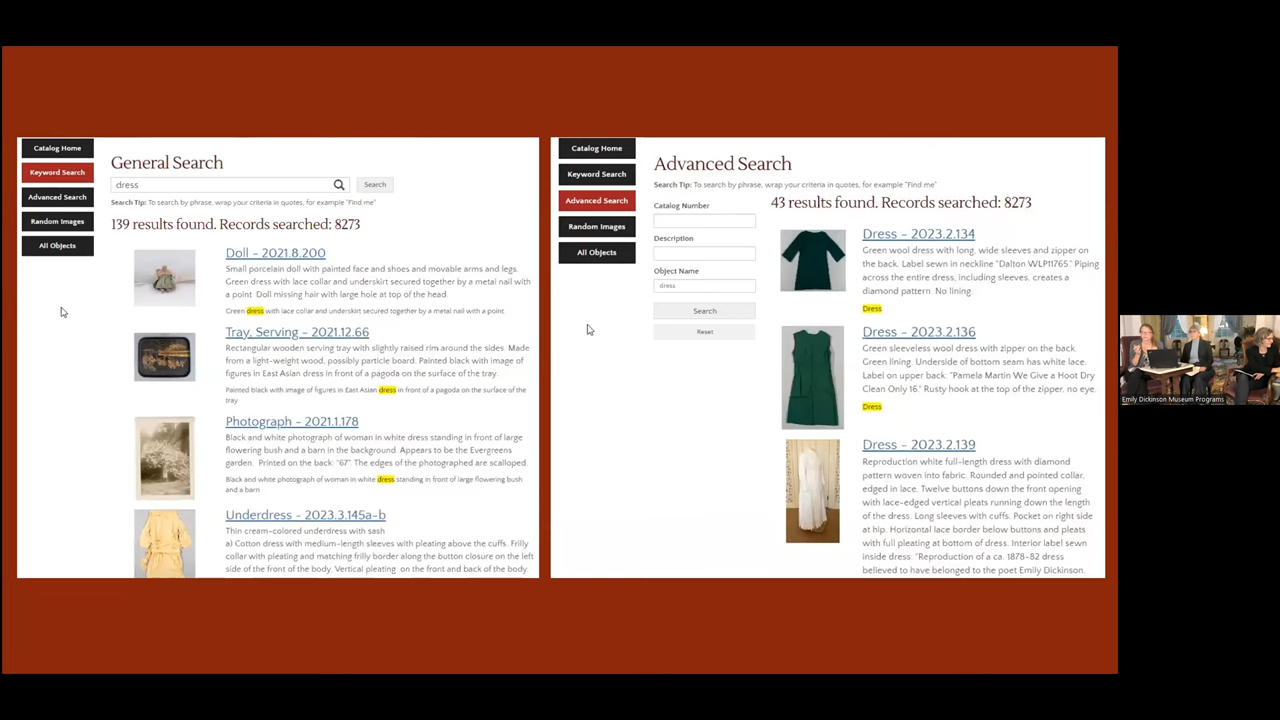 Catalog Home
Keyword Search
Advanced Search
Random Images
All Objects
General Search
dress
Search
Search Tip: To search by phrase, wrap your criteria in quotes, for example "Find me"
139 results found. Records searched: 8273
Doll - 2021.8.200
Small porcelain doll with painted face and shoes and movable arms and legs.
Green dress with lace collar and underskirt secured together by a metal nail with
a point. Doll missing hair with large hole at top of the head.
Green dress with lace collar and underskirt secured together by a metal nail with a point
Tray, Serving - 2021.12.66
Rectangular wooden serving tray with slightly raised rim around the sides. Made
from a light-weight wood, possibly particle board. Painted black with image of
figures in East Asian dress in front of a pagoda on the surface of the tray.
Painted black with image of figures in East Asian dress in front of a pagoda on the surface of the
tray
Photograph - 2021.1.178
Black and white photograph of woman in white dress standing in front of large
flowering bush and a barn in the background. Appears to be the Evergreens
garden. Printed on the back: "67". The edges of the photographed are scalloped.
Black and white photograph of woman in white dress standing in front of large flowering bush
and a barn
Underdress - 2023.3.145a-b
Thin cream-colored underdress with sash
a) Cotton dress with medium-length sleeves with pleating above the cuffs. Frilly
collar with pleating and matching frilly border along the button closure on the left
side of the front of the body. Vertical pleating on the front and back of the body.
Catalog Home
Keyword Search
Advanced Search
Random Images
All Objects
Advanced Search
Search Tip: To search by phrase, wrap your criteria in quotes, for example "Find me"
Catalog Number
Description
Object Name
dress
Search
Reset
43 results found. Records searched: 8273
Dress - 2023.2.134
Green wool dress with long, wide sleeves and zipper on
the back. Label sewn in neckline "Dalton WLP11765." Piping
across the entire dress, including sleeves, creates a
diamond pattern. No lining.
Dress
Dress - 2023.2.136
Green sleeveless wool dress with zipper on the back.
Green lining. Underside of bottom seam has white lace.
Label on upper back: "Pamela Martin We Give a Hoot Dry
Clean Only 16." Rusty hook at the top of the zipper, no eye.
Dress
Dress - 2023.2.139
Reproduction white full-length dress with diamond
pattern woven into fabric. Rounded and pointed collar,
edged in lace. Twelve buttons down the front opening
with lace-edged vertical pleats running down the length
of the dress. Long sleeves with cuffs. Pocket on right side
at hip. Horizontal lace border below buttons and pleats
with full pleating at bottom of dress. Interior label sewn
inside dress: "Reproduction of a ca. 1878-82 dress
believed to have belonged to the poet Emily Dickinson.
Emily Dickinson Museum Programs